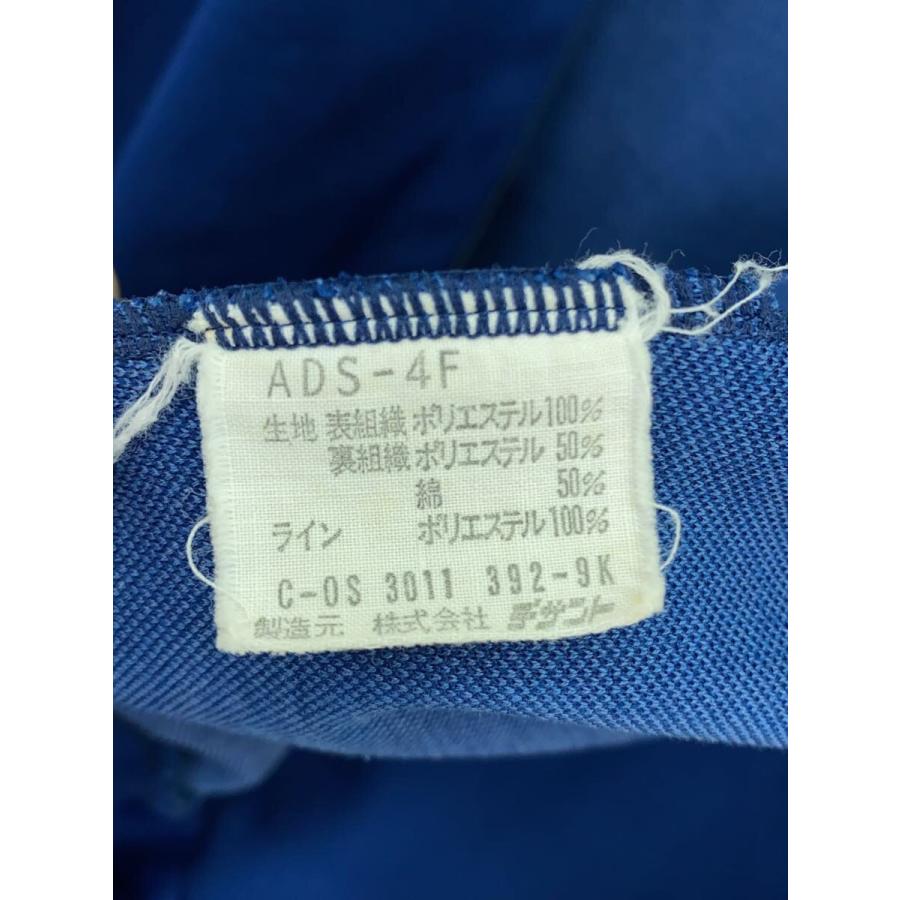 ADS-4F
生地 表組織 ポリエステル100%
裏組織 ポリエステル 50%
綿 50%
ライン ポリエステル100%
C-0S 3011 392-9K
製造元 株式会社 デサント